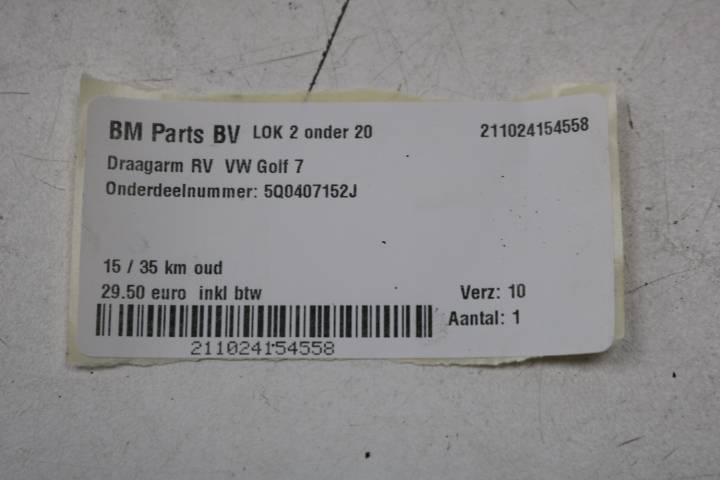 BM Parts BV LOK 2 onder 20 211024154558
Draagarm RV VW Golf 7
Onderdeelnummer: 5Q0407152J
15 / 35 km oud
29.50 euro inkl btw Verz: 10
Aantal: 1
211024154558